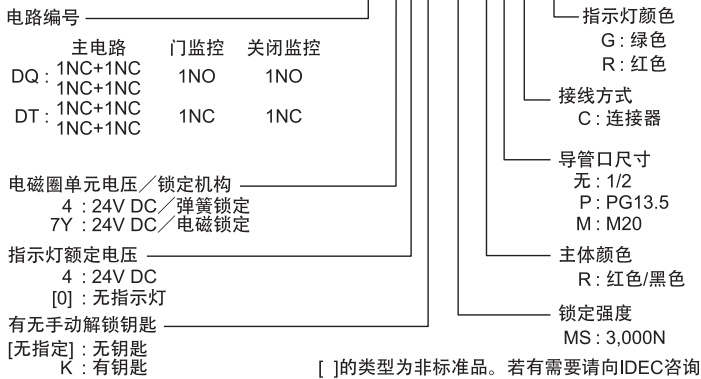 电路编号
主电路 门监控 关闭监控
DQ : 1NC+1NC 1NO 1NO
1NC+1NC
DT : 1NC+1NC 1NC 1NC
1NC+1NC
电磁圈单元电压／锁定机构
4 : 24V DC／弹簧锁定
7Y : 24V DC／电磁锁定
指示灯额定电压
4 : 24V DC
[0] : 无指示灯
有无手动解锁钥匙
[无指定] : 无钥匙
K : 有钥匙
指示灯颜色
G : 绿色
R : 红色
接线方式
C : 连接器
导管口尺寸
无 : 1/2
P : PG13.5
M : M20
主体颜色
R : 红色/黑色
锁定强度
MS : 3,000N
[ ]的类型为非标准品。若有需要请向IDEC咨询